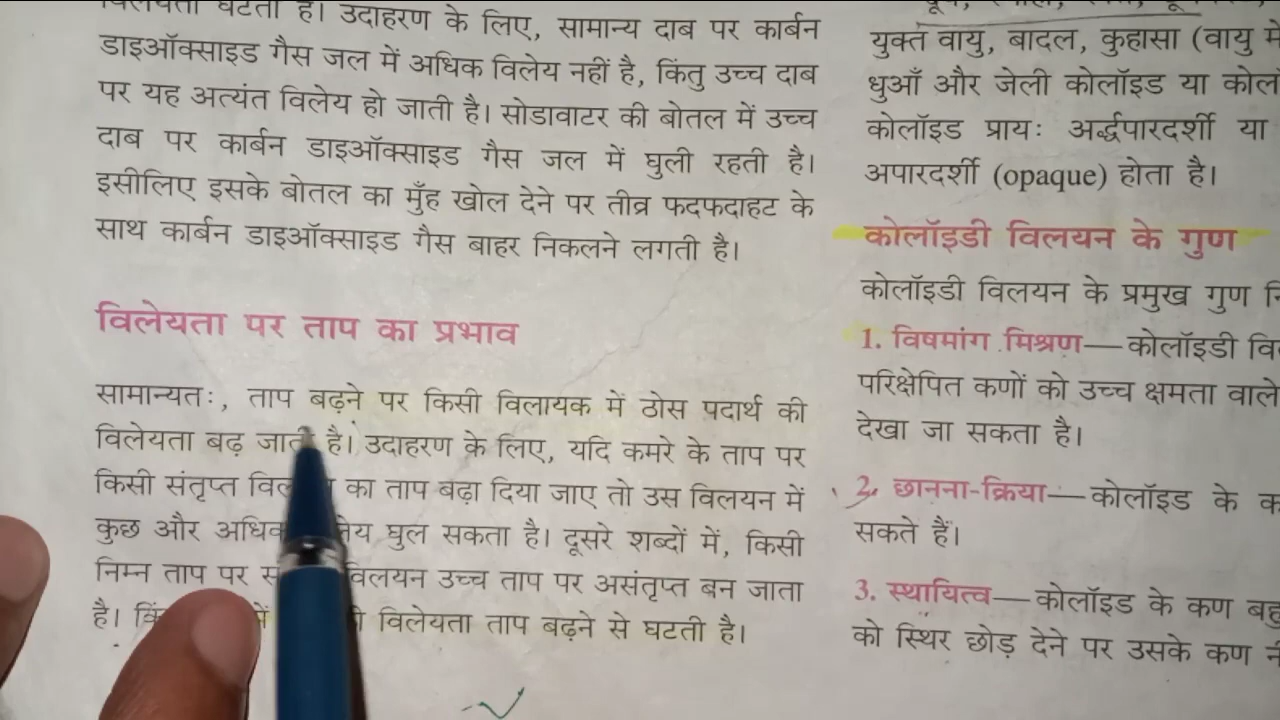 घटती है। उदाहरण के लिए, सामान्य दाब पर कार्बन
डाइऑक्साइड गैस जल में अधिक विलेय नहीं है, किंतु उच्च दाब
पर यह अत्यंत विलेय हो जाती है। सोडावाटर की बोतल में उच्च
दाब पर कार्बन डाइऑक्साइड गैस जल में घुली रहती है।
इसीलिए इसके बोतल का मुँह खोल देने पर तीव्र फदफदाहट के
साथ कार्बन डाइऑक्साइड गैस बाहर निकलने लगती है।
विलेयता पर ताप का प्रभाव
सामान्यतः, ताप बढ़ने पर किसी विलायक में ठोस पदार्थ की
विलेयता बढ़ जाती है। उदाहरण के लिए, यदि कमरे के ताप पर
किसी संतृप्त का ताप बढ़ा दिया जाए तो उस विलयन में
कुछ और घुल सकता है। दूसरे शब्दों में, किसी
निम्न ताप पर विलयन उच्च ताप पर असंतृप्त बन जाता
है। विलेयता ताप बढ़ने से घटती है।
युक्त वायु, बादल, कुहासा (वायु में
धुआँ और जेली कोलॉइड या
कोलॉइड प्रायः अर्द्धपारदर्शी या
अपारदर्शी (opaque) होता है।
कोलॉइडी विलयन के गुण
कोलॉइडी विलयन के प्रमुख गुण
1. विषमांग मिश्रण—कोलॉइडी
परिक्षेपित कणों को उच्च क्षमता वाले
देखा जा सकता है।
2. छानना-क्रिया—कोलॉइड के
सकते हैं।
3. स्थायित्व—कोलॉइड के कण
को स्थिर छोड़ देने पर उसके कण